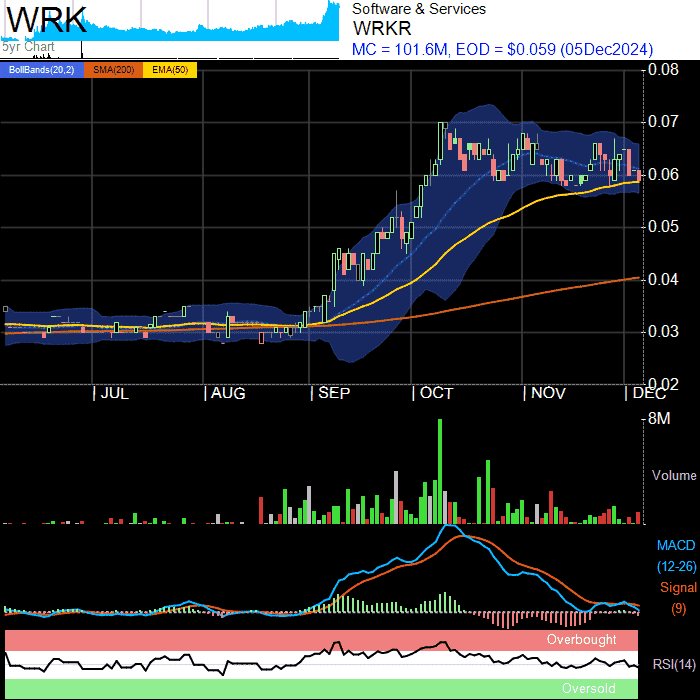 WRK
5yr Chart
Software & Services
WRKR
MC = 101.6M, EOD = $0.059 (05Dec2024)
BollBands(20,2) SMA(200) EMA(50)
0.08
0.07
0.06
0.05
0.04
0.03
0.02
JUL AUG SEP OCT NOV DEC
8M
Volume
MACD
(12-26)
Signal
(9)
Overbought
RSI(14)
Oversold